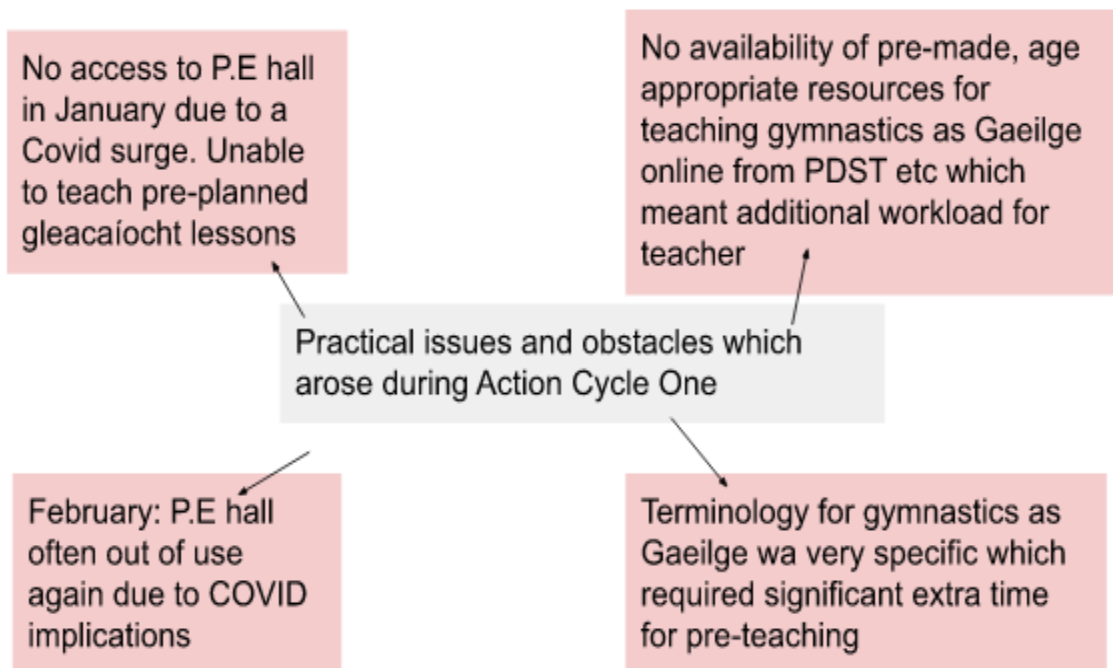 No access to P.E hall
in January due to a
Covid surge. Unable
to teach pre-planned
gleacaíocht lessons
No availability of pre-made, age
appropriate resources for
teaching gymnastics as Gaeilge
online from PDST etc which
meant additional workload for
teacher
Practical issues and obstacles which
arose during Action Cycle One
February: P.E hall
often out of use
again due to COVID
implications
Terminology for gymnastics as
Gaeilge wa very specific which
required significant extra time
for pre-teaching